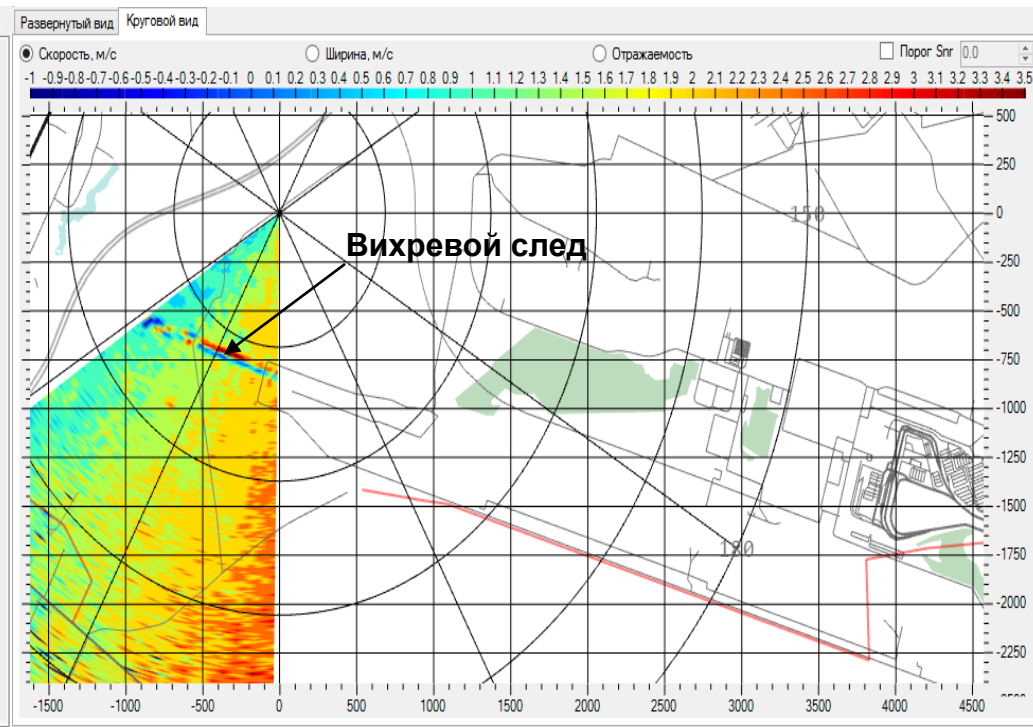 Развернутый вид Круговой вид
Скорость, м/с Ширина, м/с Отражаемость Порог Snr 0.0
-1 -0.9 -0.8 -0.7 -0.6 -0.5 -0.4 -0.3 -0.2 -0.1 0 0.1 0.2 0.3 0.4 0.5 0.6 0.7 0.8 0.9 1 1.1 1.2 1.3 1.4 1.5 1.6 1.7 1.8 1.9 2 2.1 2.2 2.3 2.4 2.5 2.6 2.7 2.8 2.9 3 3.1 3.2 3.3 3.4 3.5
500
250
150
0
Вихревой след
-250
-500
-750
-1000
-1250
-1500
180
-1750
-2000
-2250
-1500 -1000 -500 0 500 1000 1500 2000 2500 3000 3500 4000 4500